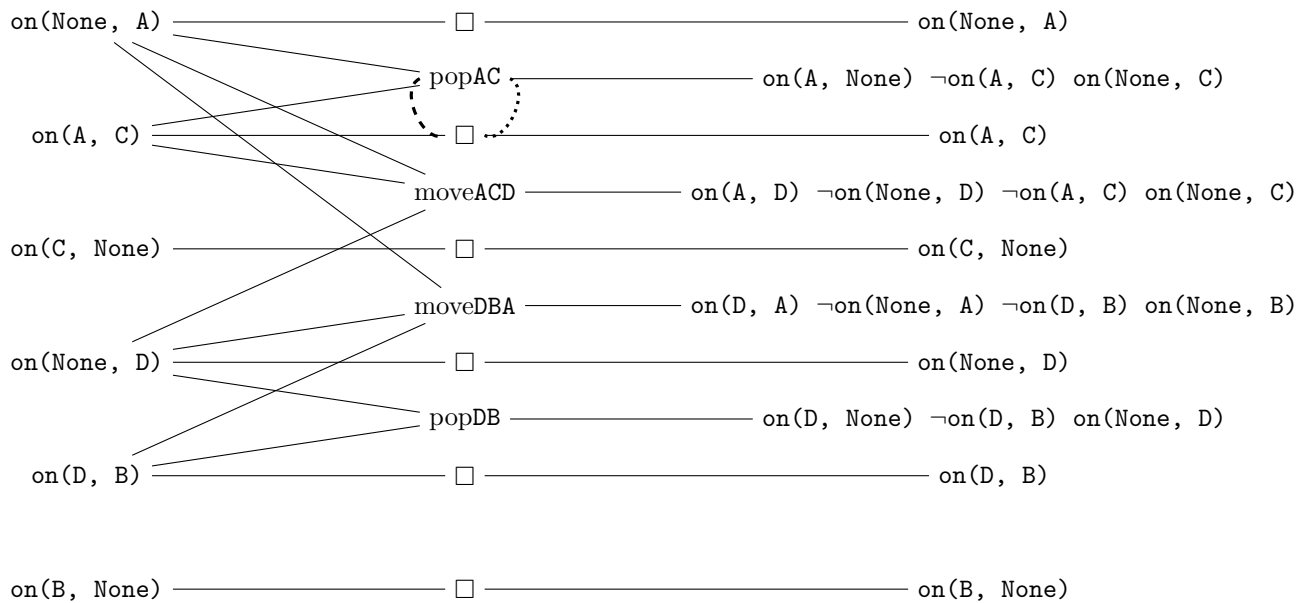 on(None, A) □ on(None, A)
popAC on(A, None) ¬on(A, C) on(None, C)
on(A, C) □ on(A, C)
moveACD on(A, D) ¬on(None, D) ¬on(A, C) on(None, C)
on(C, None) □ on(C, None)
moveDBA on(D, A) ¬on(None, A) ¬on(D, B) on(None, B)
on(None, D) □ on(None, D)
popDB on(D, None) ¬on(D, B) on(None, D)
on(D, B) □ on(D, B)
on(B, None) □ on(B, None)